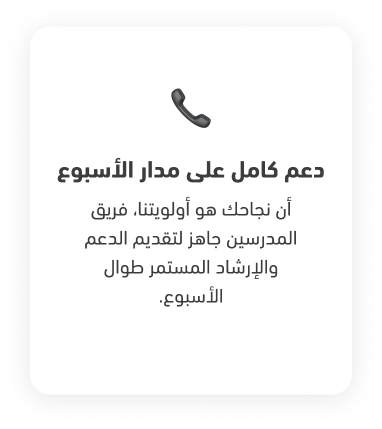 دعم كامل على مدار الأسبوع
أن نجاحك هو أولويتنا، فريق
المدرسين جاهز لتقديم الدعم
والإرشاد المستمر طوال
الأسبوع.